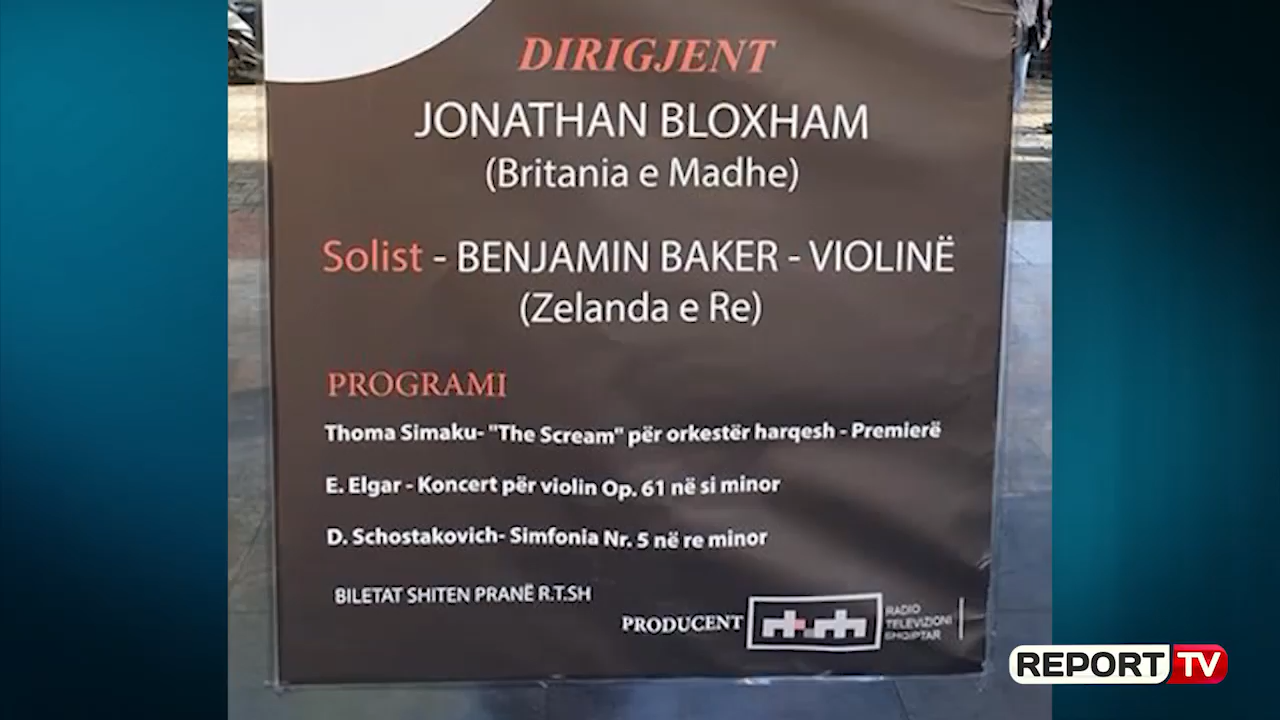 DIRIGJENT
JONATHAN BLOXHAM
(Britania e Madhe)
Solist - BENJAMIN BAKER - VIOLINË
(Zelanda e Re)
PROGRAMI
Thoma Simaku- "The Scream" për orkestër harqesh - Premierë
E. Elgar - Koncert për violin Op. 61 në si minor
D. Schostakovich- Simfonia Nr. 5 në re minor
BILETAT SHITEN PRANË R.T.SH
PRODUCENT rtsh RADIO
TELEVIZIONI
SHQIPTAR
REPORT TV